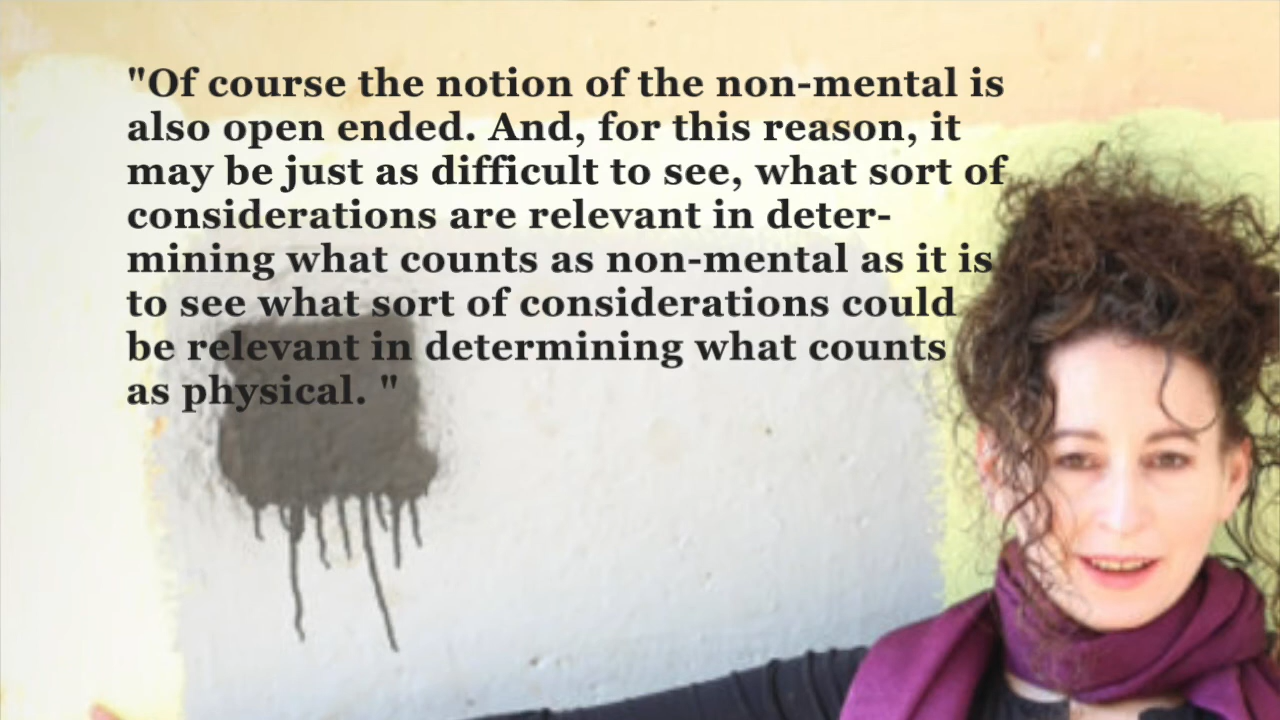 "Of course the notion of the non-mental is
also open ended. And, for this reason, it
may be just as difficult to see, what sort of
considerations are relevant in deter-
mining what counts as non-mental as it is
to see what sort of considerations could
be relevant in determining what counts
as physical. "